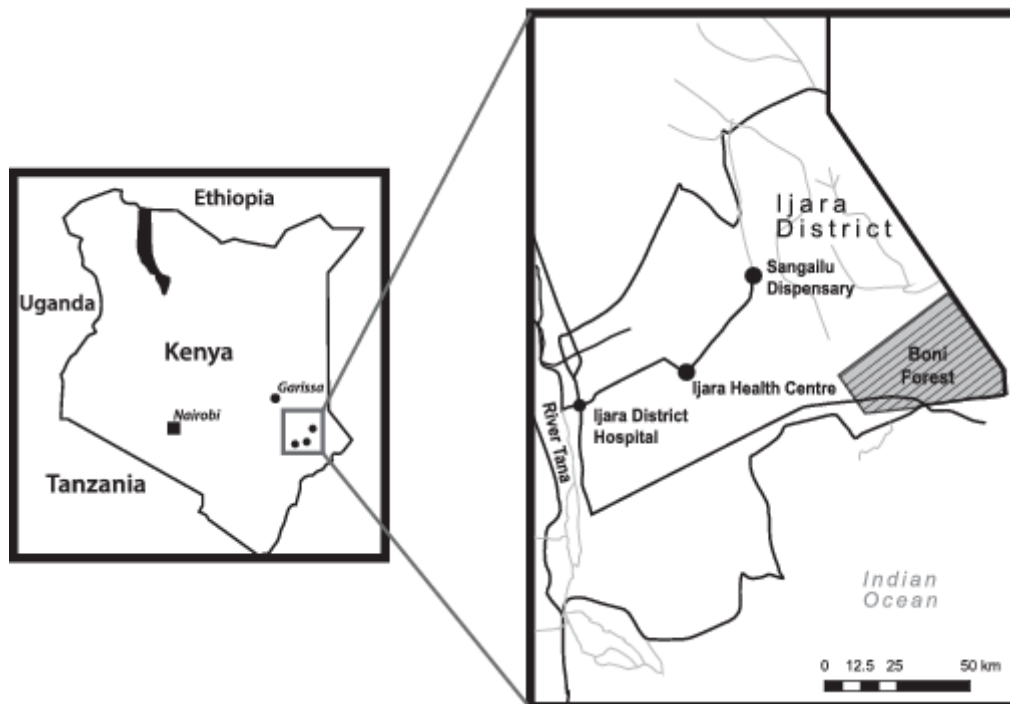 Ethiopia
Uganda
Kenya
Garissa
Nairobi
Tanzania
Ijara
District
Sangailu
Dispensary
Boni
Forest
Ijara Health Centre
Ijara District
Hospital
River Tana
Indian
Ocean
0 12.5 25 50 km